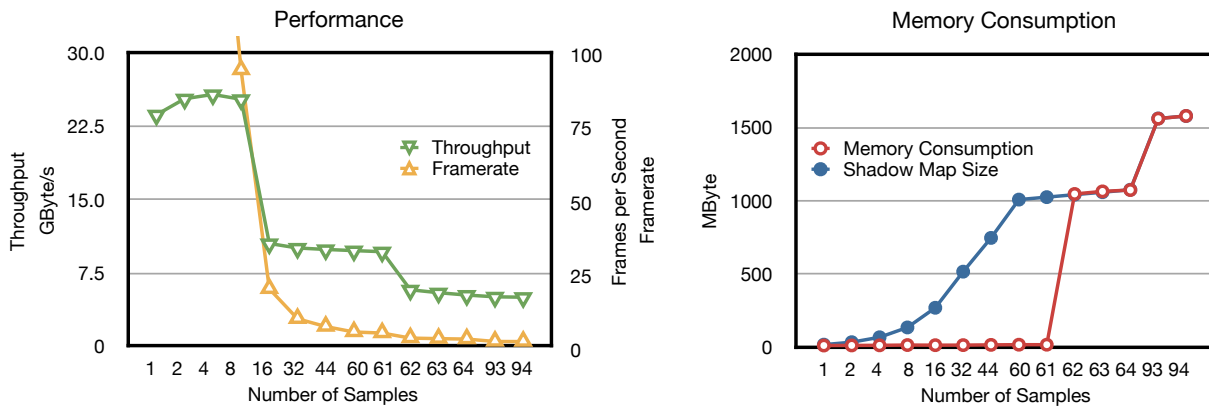 Performance
30.0
22.5
15.0
7.5
0
Throughput
GByte/s
100
75
50
25
0
Frames per Second
Framerate
Throughput
Framerate
1 2 4 8 16 32 44 60 61 62 63 64 93 94
Number of Samples
Memory Consumption
2000
1500
1000
500
0
MByte
Memory Consumption
Shadow Map Size
1 2 4 8 16 32 44 60 61 62 63 64 93 94
Number of Samples